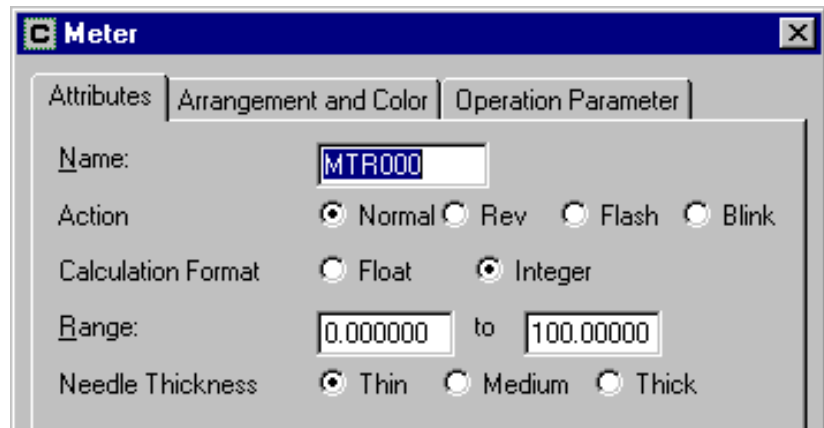 C Meter
Attributes Arrangement and Color Operation Parameter
Name: MTR000
Action Normal Rev Flash Blink
Calculation Format Float Integer
Range: 0.000000 to 100.00000
Needle Thickness Thin Medium Thick